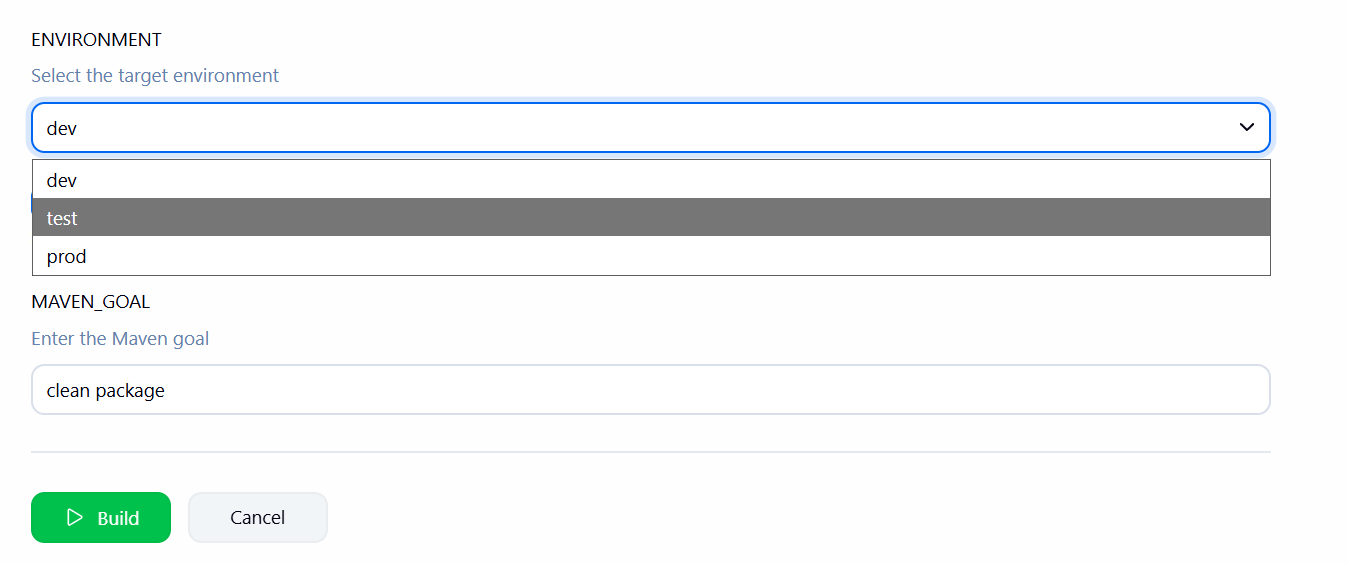 ENVIRONMENT
Select the target environment
dev
dev
test
prod
MAVEN_GOAL
Enter the Maven goal
clean package
Build
Cancel